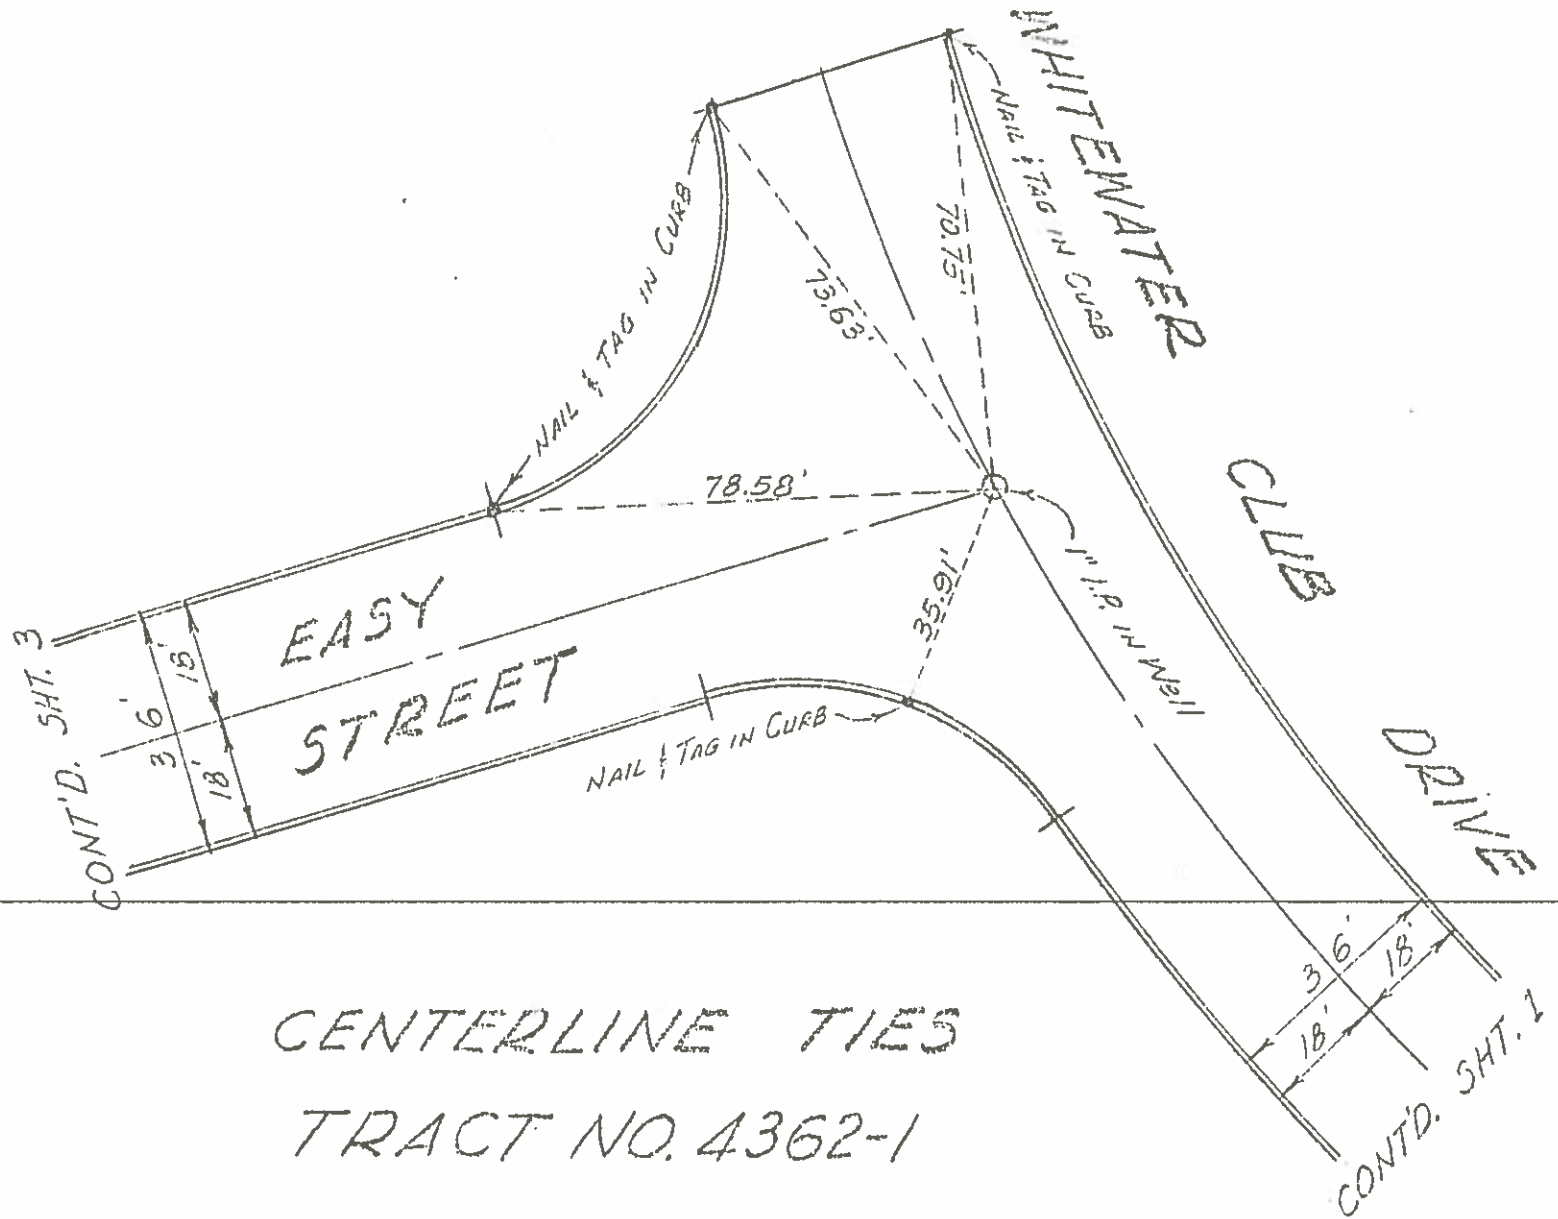 WHITEWATER
CLUB
DRIVE
NAIL & TAG IN CURB
NAIL & TAG IN CURB
70.75'
73.63'
78.58'
35.91'
1" I.P. IN Well
EASY
STREET
NAIL & TAG IN CURB
CONT'D. SHT. 3
36'
18'
18'
36'
18'
18'
CONT'D. SHT. 1
CENTERLINE TIES
TRACT NO. 4362-1